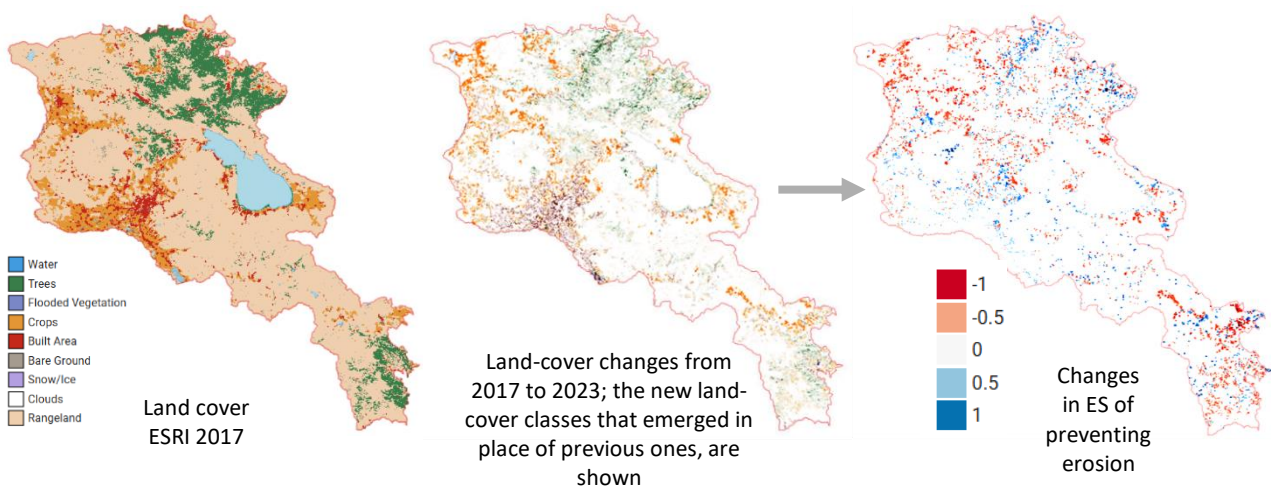 Water
Trees
Flooded Vegetation
Crops
Built Area
Bare Ground
Snow/Ice
Clouds
Rangeland
Land cover
ESRI 2017
Land-cover changes from
2017 to 2023; the new land-
cover classes that emerged in
place of previous ones, are
shown
-1
-0.5
0
0.5
1
Changes
in ES of
preventing
erosion